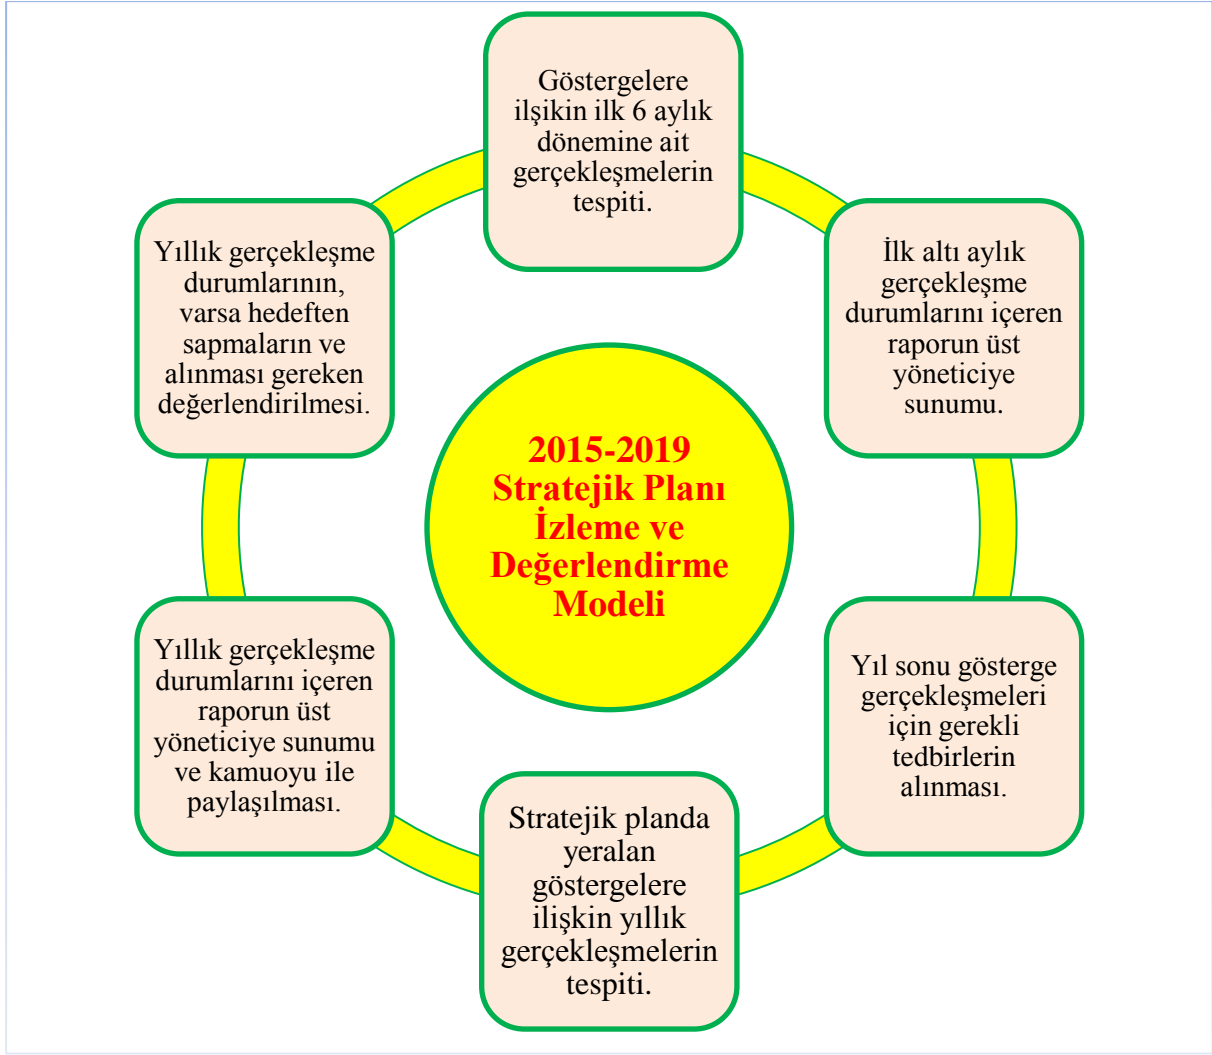 Göstergelere
ilşikin ilk 6 aylık
dönemine ait
gerçekleşmelerin
tespiti.
İlk altı aylık
gerçekleşme
durumlarını içeren
raporun üst
yöneticiye
sunumu.
Yıl sonu gösterge
gerçekleşmeleri
için gerekli
tedbirlerin
alınması.
Stratejik planda
yeralan
göstergelere
ilişkin yıllık
gerçekleşmelerin
tespiti.
Yıllık gerçekleşme
durumlarını içeren
raporun üst
yöneticiye sunumu
ve kamuoyu ile
paylaşılması.
Yıllık gerçekleşme
durumlarının,
varsa hedeften
sapmaların ve
alınması gereken
değerlendirilmesi.
2015-2019
Stratejik Planı
İzleme ve
Değerlendirme
Modeli